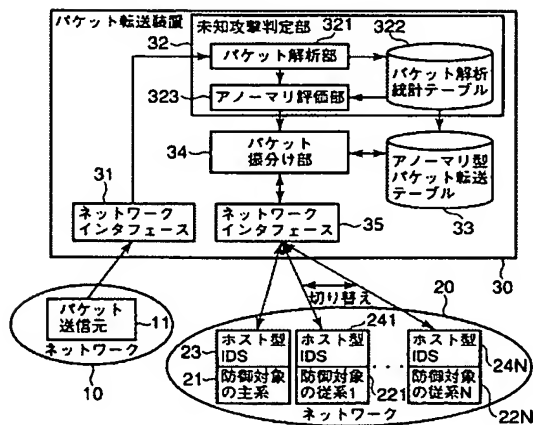 パケット転送装置
未知攻撃判定部
32
321
322
パケット解析部
パケット解析
統計テーブル
323
アノーマリ評価部
34
パケット
振分け部
アノーマリ型
パケット転送
テーブル
33
31
ネットワーク
インタフェース
ネットワーク
インタフェース
35
30
切り替え
20
パケット
送信元
11
ネットワーク
10
23
ホスト型
IDS
241
ホスト型
IDS
ホスト型
IDS
24N
21
防御対象
の主系
防御対象
の従系1
221
・・・
防御対象
の従系N
22N
ネットワーク